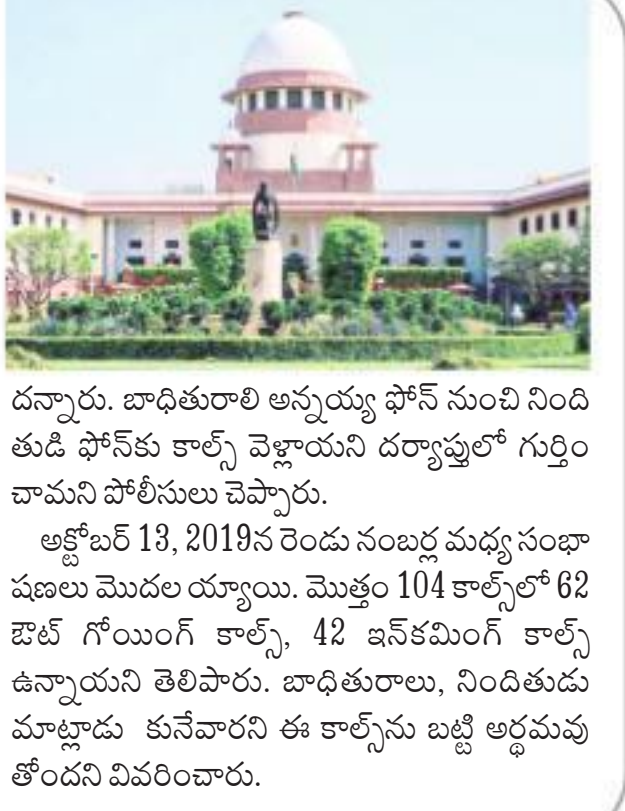 దన్నారు. బాధితురాలి అన్నయ్య ఫోన్ నుంచి నింది
తుడి ఫోన్‌కు కాల్స్ వెళ్లాయని దర్యాప్తులో గుర్తిం
చామని పోలీసులు చెప్పారు.
అక్టోబర్ 13, 2019న రెండు నంబర్ల మధ్య సంభా
షణలు మొదల య్యాయి. మొత్తం 104 కాల్స్‌లో 62
ఔట్ గోయింగ్ కాల్స్, 42 ఇన్‌కమింగ్ కాల్స్
ఉన్నాయని తెలిపారు. బాధితురాలు, నిందితుడు
మాట్లాడు కునేవారని ఈ కాల్స్‌ను బట్టి అర్థమవు
తోందని వివరించారు.